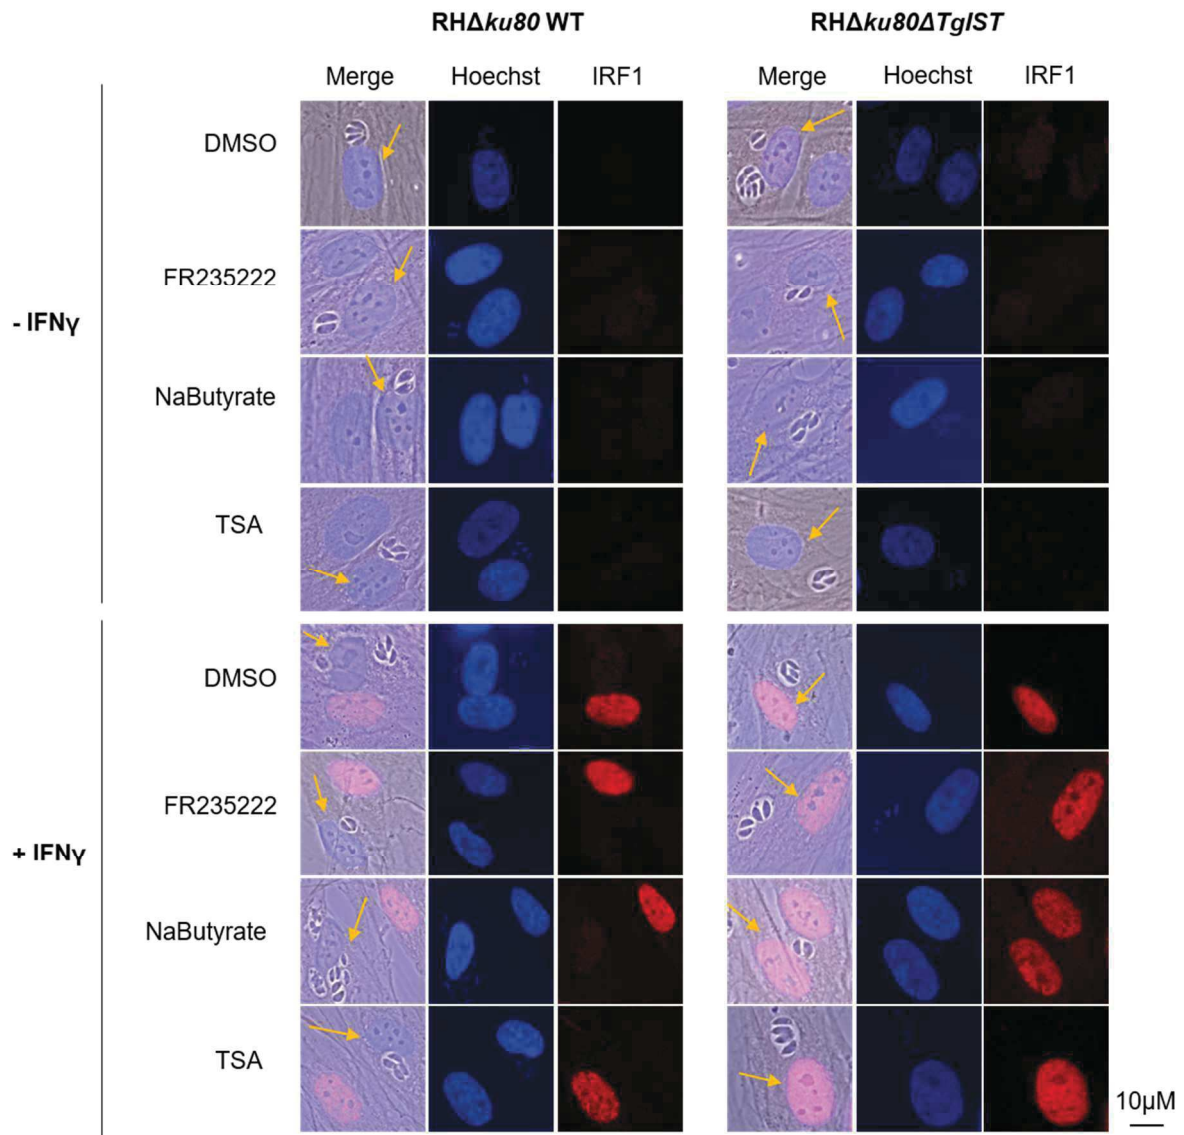 RHΔku80 WT RHΔku80ΔTgIST
Merge Hoechst IRF1 Merge Hoechst IRF1
DMSO
FR235222
- IFNγ
NaButyrate
TSA
DMSO
FR235222
+ IFNγ
NaButyrate
TSA
10μM